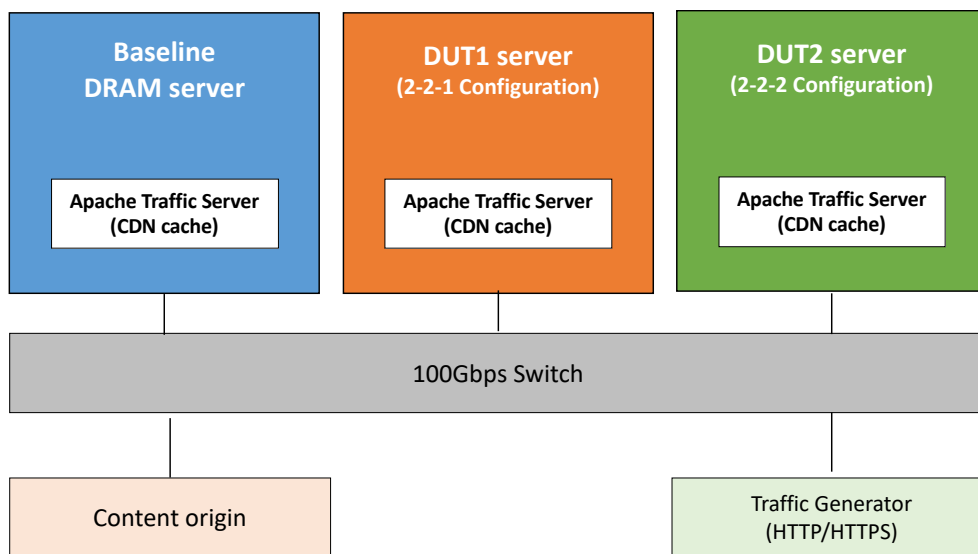 Baseline
DRAM server
DUT1 server
(2-2-1 Configuration)
DUT2 server
(2-2-2 Configuration)
Apache Traffic Server
(CDN cache)
Apache Traffic Server
(CDN cache)
Apache Traffic Server
(CDN cache)
100Gbps Switch
Content origin
Traffic Generator
(HTTP/HTTPS)